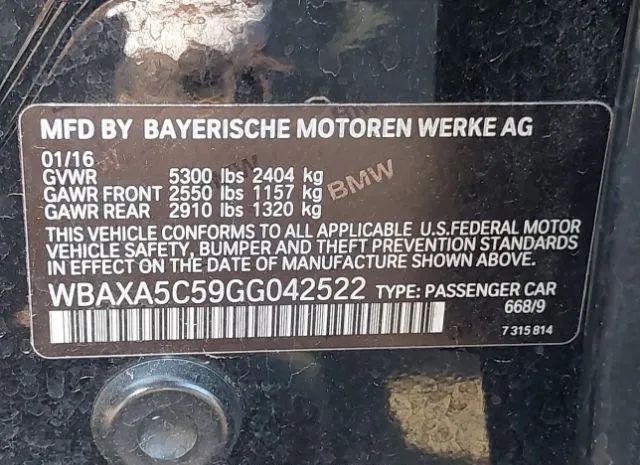 MFD BY BAYERISCHE MOTOREN WERKE AG
01/16
GVWR 5300 lbs 2404 kg
GAWR FRONT 2550 lbs 1157 kg
GAWR REAR 2910 lbs 1320 kg
BMW
THIS VEHICLE CONFORMS TO ALL APPLICABLE U.S.FEDERAL MOTOR
VEHICLE SAFETY, BUMPER AND THEFT PREVENTION STANDARDS
IN EFFECT ON THE DATE OF MANUFACTURE SHOWN ABOVE.
WBAXA5C59GG042522 TYPE: PASSENGER CAR
668/9
7 315 814